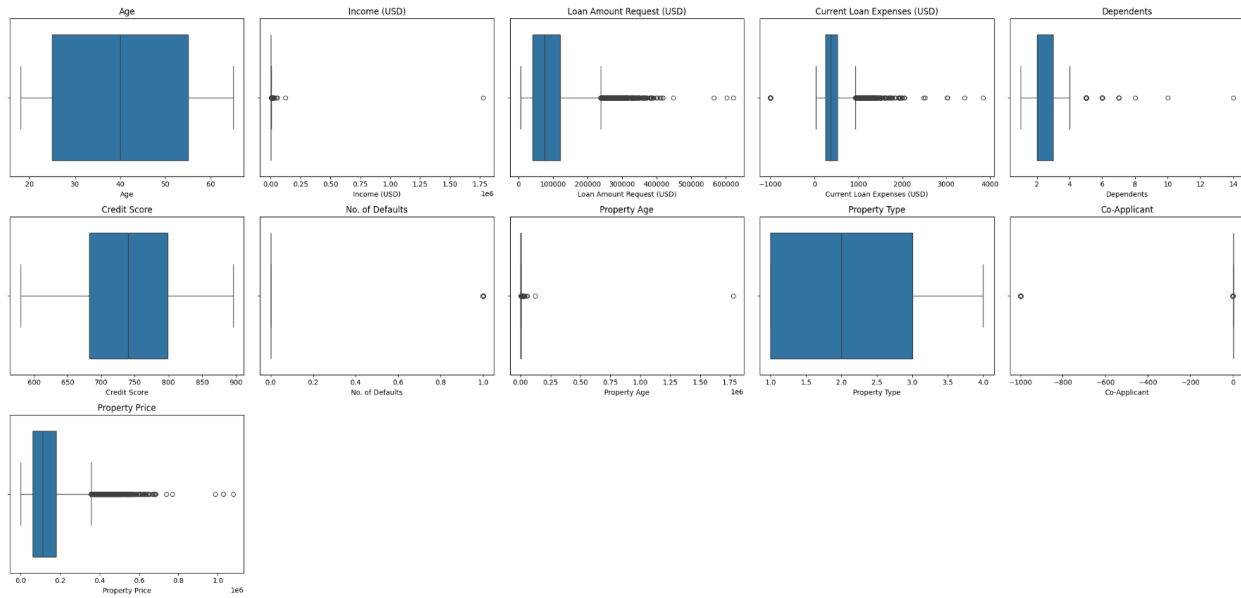 Age
Income (USD)
Loan Amount Request (USD)
Current Loan Expenses (USD)
Dependents
20 30 40 50 60
0.00 0.25 0.50 0.75 1.00 1.25 1.50 1.75
1e6
0 100000 200000 300000 400000 500000 600000
−1000 0 1000 2000 3000 4000
2 4 6 8 10 12 14
Age
Income (USD)
Loan Amount Request (USD)
Current Loan Expenses (USD)
Dependents
Credit Score
No. of Defaults
Property Age
Property Type
Co-Applicant
600 650 700 750 800 850 900
0.0 0.2 0.4 0.6 0.8 1.0
0.00 0.25 0.50 0.75 1.00 1.25 1.50 1.75
1e6
1.0 1.5 2.0 2.5 3.0 3.5 4.0
−1000 −800 −600 −400 −200 0
Credit Score
No. of Defaults
Property Age
Property Type
Co-Applicant
Property Price
0.0 0.2 0.4 0.6 0.8 1.0
1e6
Property Price